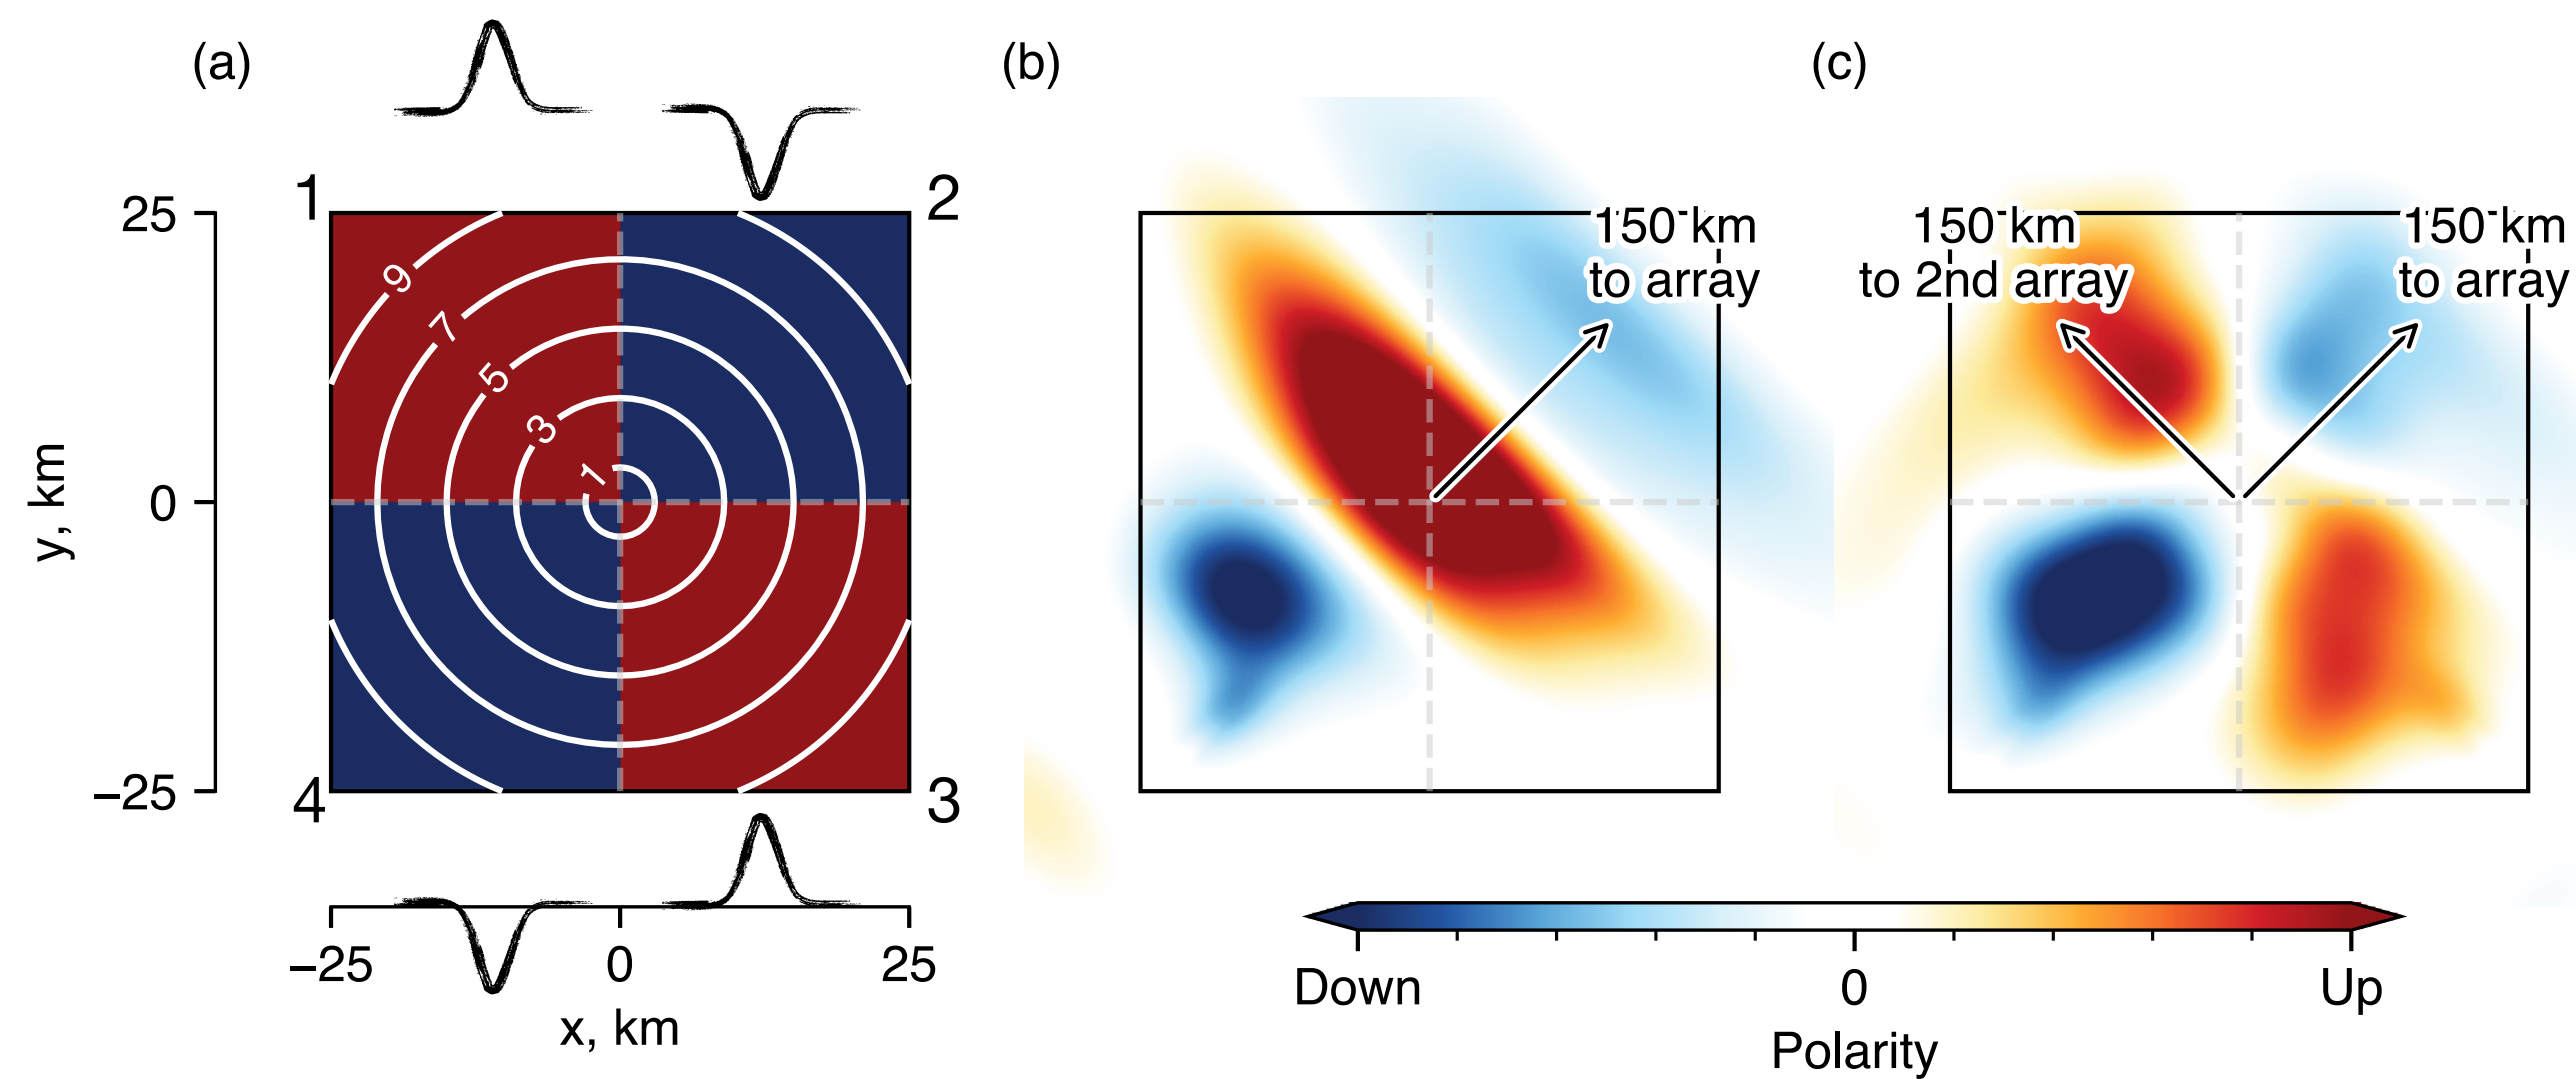 (a)
(b)
(c)
1
2
25
150 km
to array
150 km
to 2nd array
150 km
to array
9
7
5
3
1
y, km
0
−25
4
3
−25
0
25
x, km
Down
0
Up
Polarity